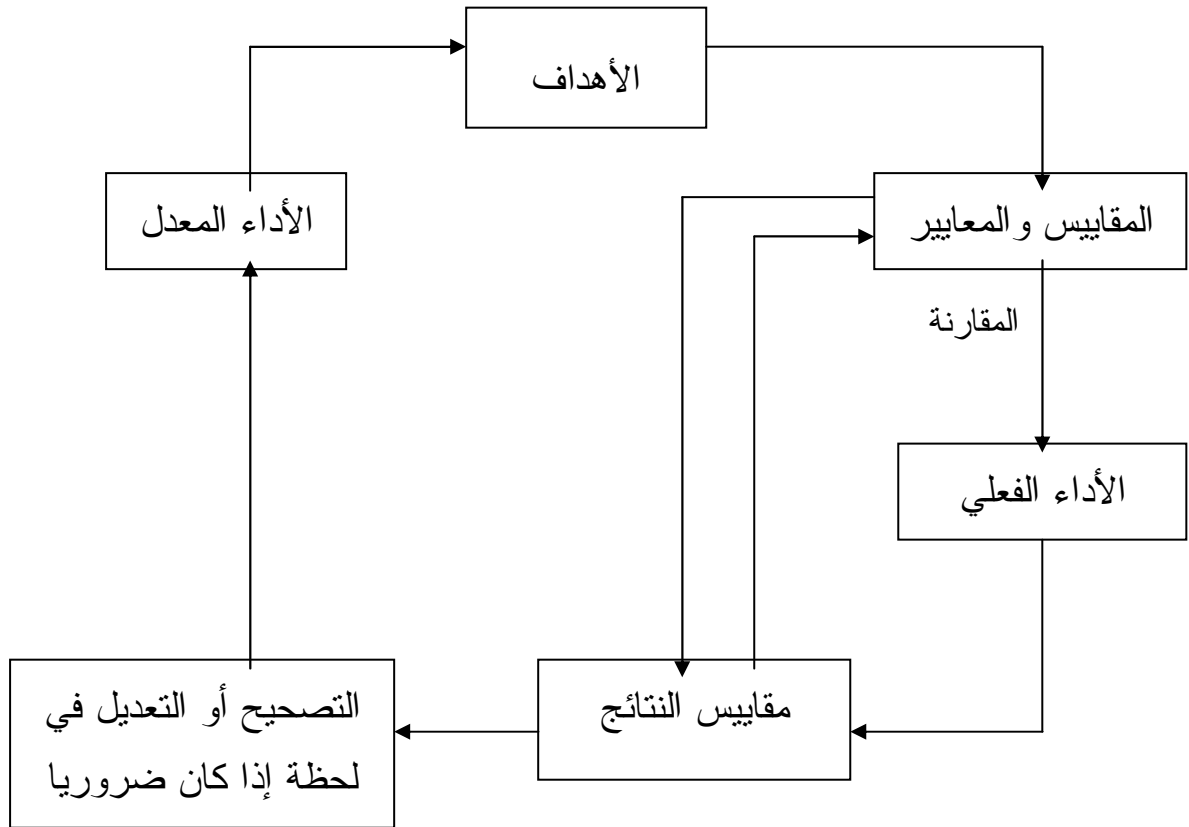 الأهداف
الأداء المعدل
المقاييس والمعايير
المقارنة
الأداء الفعلي
مقاييس النتائج
التصحيح أو التعديل في
لحظة إذا كان ضروريا